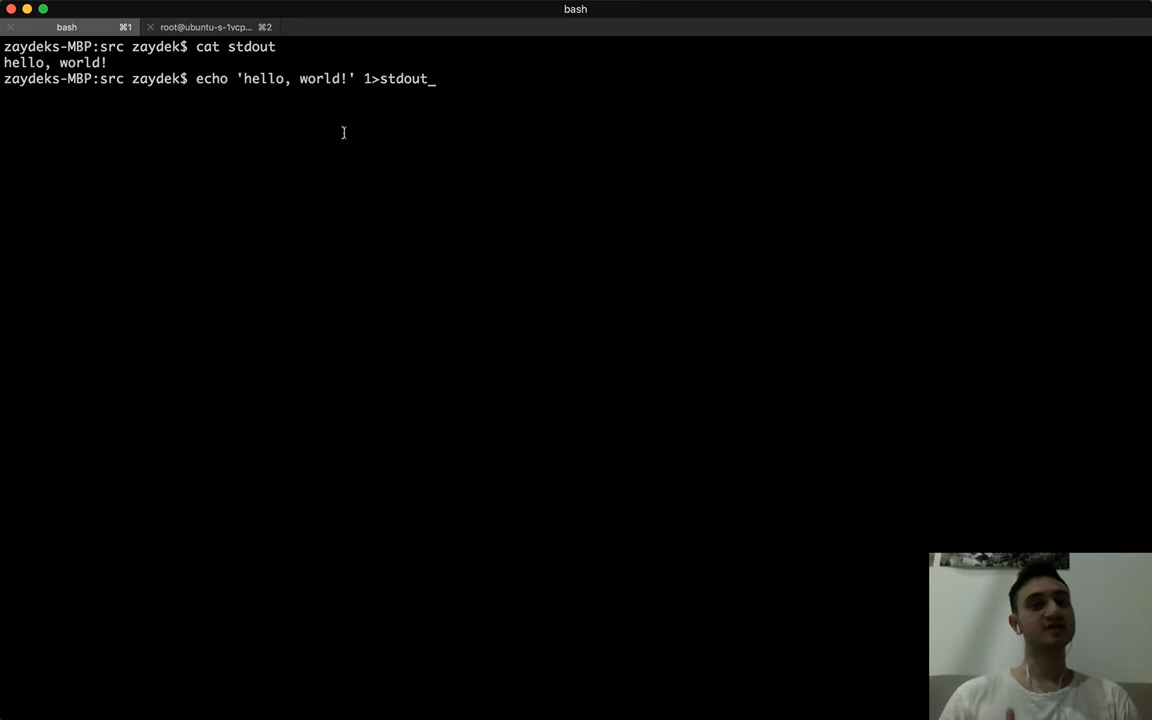 bash
bash ⌘1 root@ubuntu-s-1vcp... ⌘2
zaydeks-MBP:src zaydek$ cat stdout
hello, world!
zaydeks-MBP:src zaydek$ echo 'hello, world!' 1>stdout_